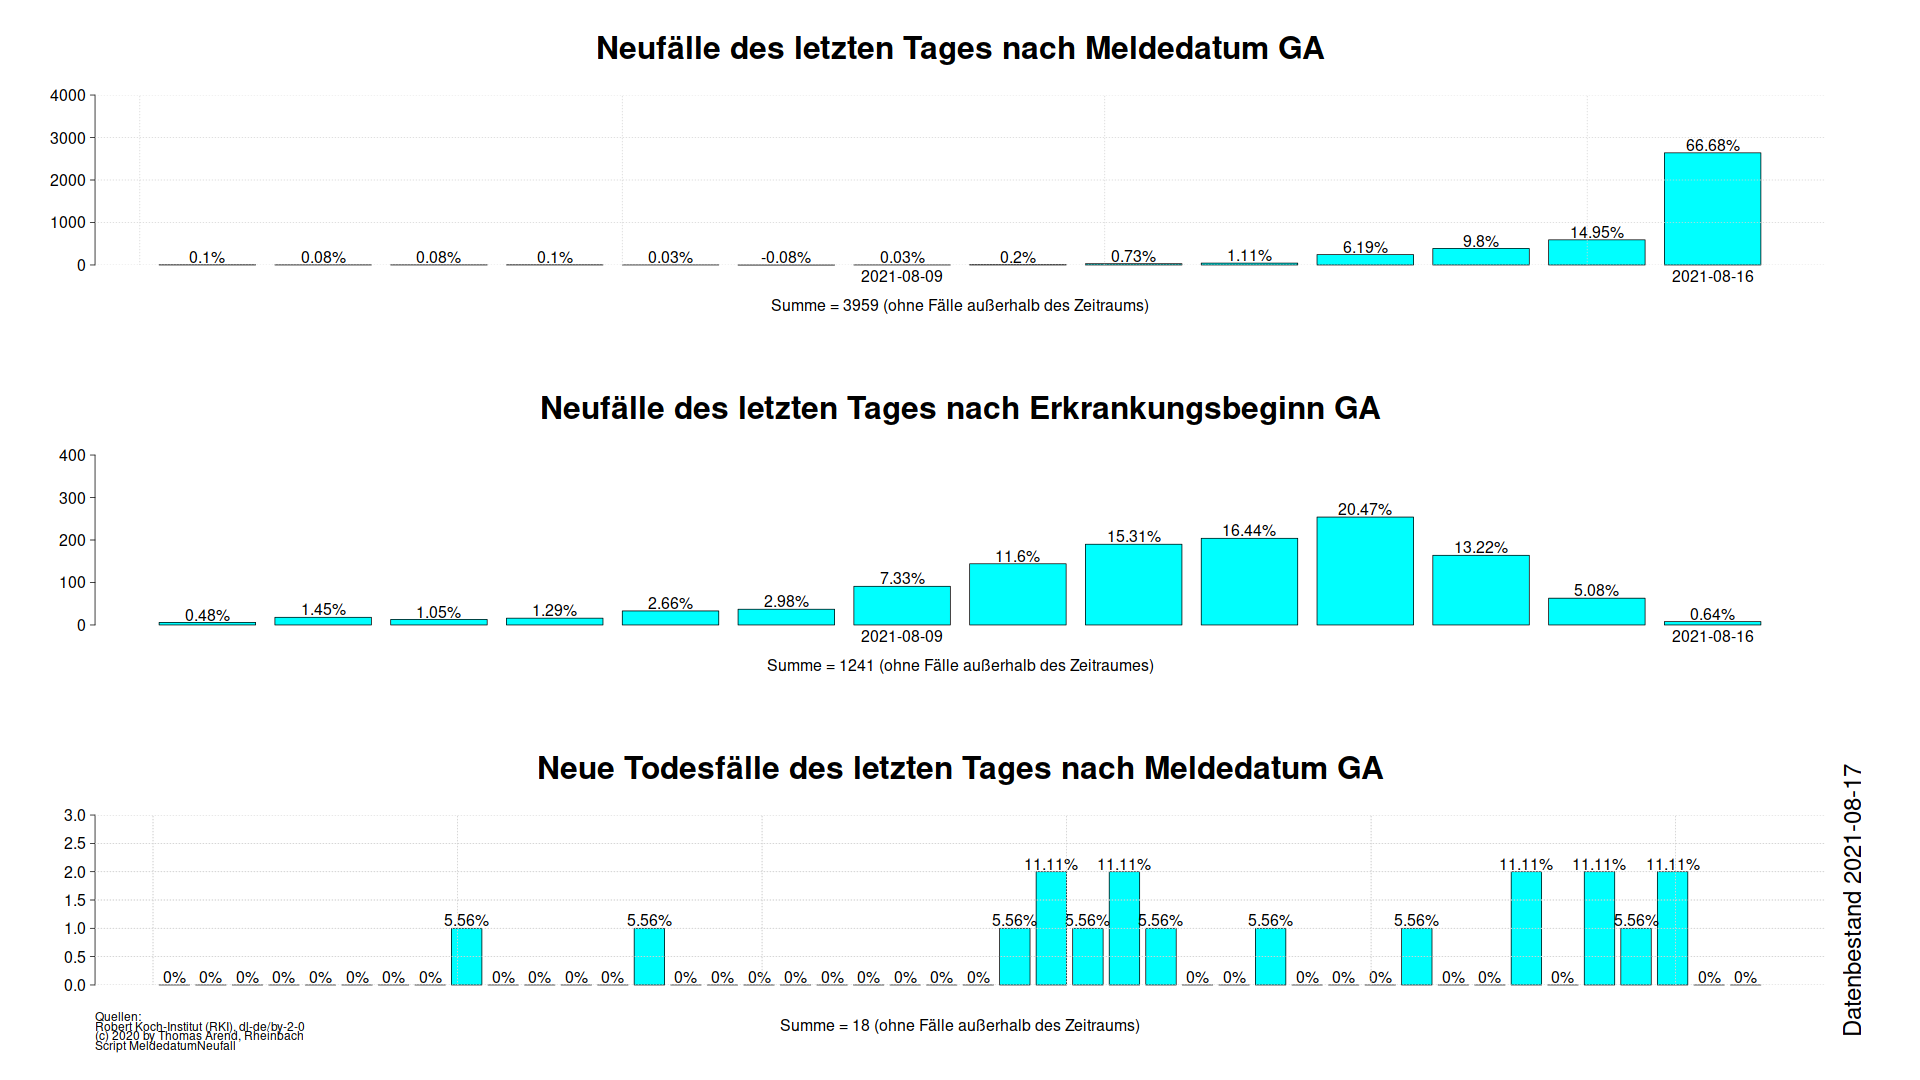 Neufälle des letzten Tages nach Meldedatum GA
4000
3000
2000
1000
0
0.1% 0.08% 0.08% 0.1% 0.03% -0.08% 0.03% 0.2% 0.73% 1.11% 6.19% 9.8% 14.95% 66.68%
2021-08-09 2021-08-16
Summe = 3959 (ohne Fälle außerhalb des Zeitraums)
Neufälle des letzten Tages nach Erkrankungsbeginn GA
400
300
200
100
0
0.48% 1.45% 1.05% 1.29% 2.66% 2.98% 7.33% 11.6% 15.31% 16.44% 20.47% 13.22% 5.08% 0.64%
2021-08-09 2021-08-16
Summe = 1241 (ohne Fälle außerhalb des Zeitraumes)
Neue Todesfälle des letzten Tages nach Meldedatum GA
3.0
2.5
2.0
1.5
1.0
0.5
0.0
0% 0% 0% 0% 0% 0% 0% 0% 5.56% 0% 0% 0% 0% 5.56% 0% 0% 0% 0% 0% 0% 0% 0% 0% 5.56% 11.11% 5.56% 11.11% 5.56% 0% 0% 5.56% 0% 0% 0% 5.56% 0% 0% 11.11% 0% 11.11% 5.56% 11.11% 0% 0%
Summe = 18 (ohne Fälle außerhalb des Zeitraums)
Quellen:
Robert Koch-Institut (RKI), dl-de/by-2-0
(c) 2020 by Thomas Arend, Rheinbach
Script MeldedatumNeufall
Datenbestand 2021-08-17